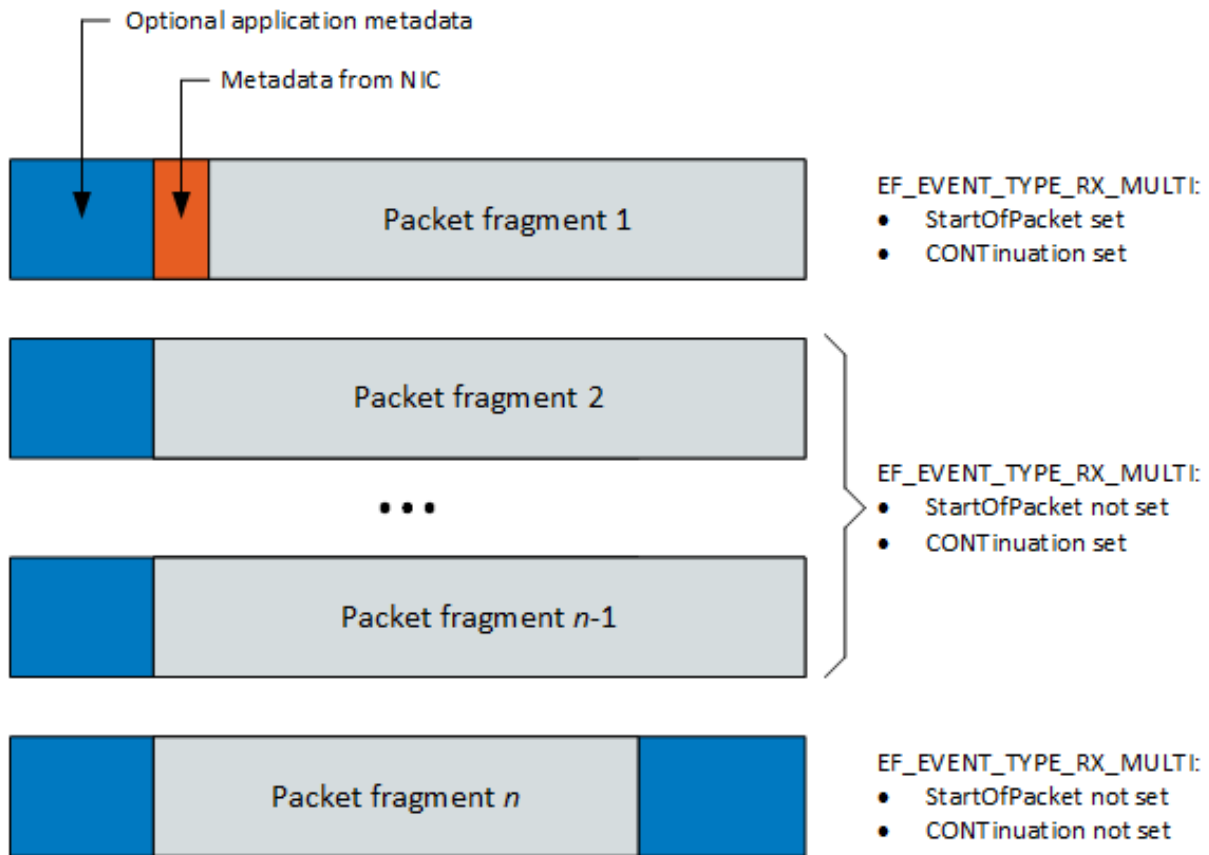 Optional application metadata
Metadata from NIC
Packet fragment 1
EF_EVENT_TYPE_RX_MULTI:
• StartOfPacket set
• CONTinuation set
Packet fragment 2
• • •
Packet fragment n-1
EF_EVENT_TYPE_RX_MULTI:
• StartOfPacket not set
• CONTinuation set
Packet fragment n
EF_EVENT_TYPE_RX_MULTI:
• StartOfPacket not set
• CONTinuation not set